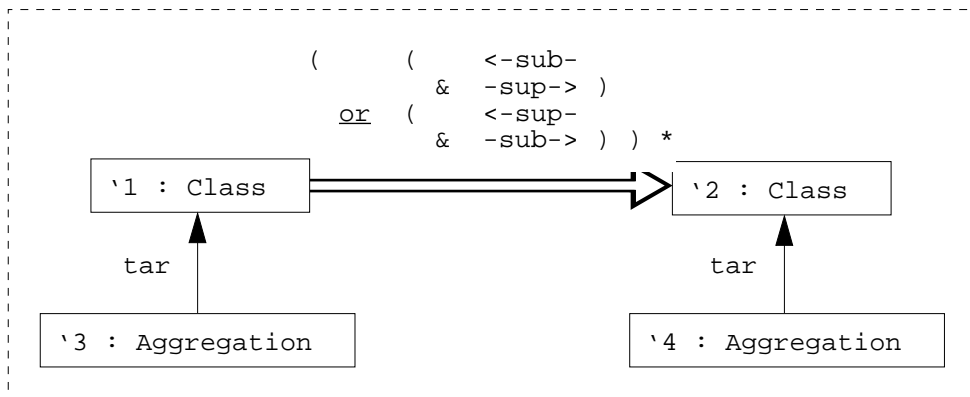 (    (    <-sub-
&  -sup-> )
or  (    <-sup-
&  -sub-> ) ) *
‵1 : Class
‵2 : Class
tar
tar
‵3 : Aggregation
‵4 : Aggregation